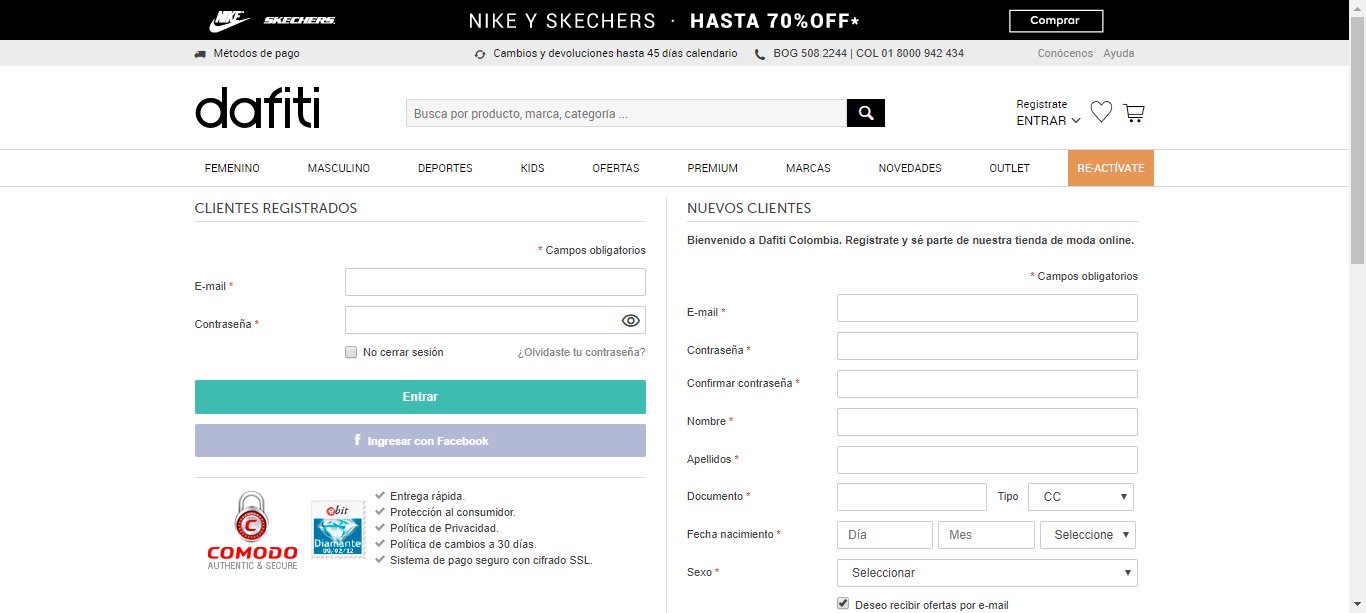 NIKE SKECHERS. NIKE Y SKECHERS · HASTA 70%OFF* Comprar
Métodos de pago Cambios y devoluciones hasta 45 días calendario BOG 508 2244 | COL 01 8000 942 434 Conócenos Ayuda
dafiti
Busca por producto, marca, categoría ...
Registrate
ENTRAR
FEMENINO MASCULINO DEPORTES KIDS OFERTAS PREMIUM MARCAS NOVEDADES OUTLET RE-ACTÍVATE
CLIENTES REGISTRADOS
* Campos obligatorios
E-mail *
Contraseña *
No cerrar sesión ¿Olvidaste tu contraseña?
Entrar
f Ingresar con Facebook
C
COMODO
AUTHENTIC & SECURE
ebit
Diamante
09/02/12
Entrega rápida.
Protección al consumidor.
Política de Privacidad.
Política de cambios a 30 días.
Sistema de pago seguro con cifrado SSL.
NUEVOS CLIENTES
Bienvenido a Dafiti Colombia. Registrate y sé parte de nuestra tienda de moda online.
* Campos obligatorios
E-mail *
Contraseña *
Confirmar contraseña *
Nombre *
Apellidos *
Documento * Tipo CC
Fecha nacimiento * Día Mes Seleccione
Sexo * Seleccionar
Deseo recibir ofertas por e-mail